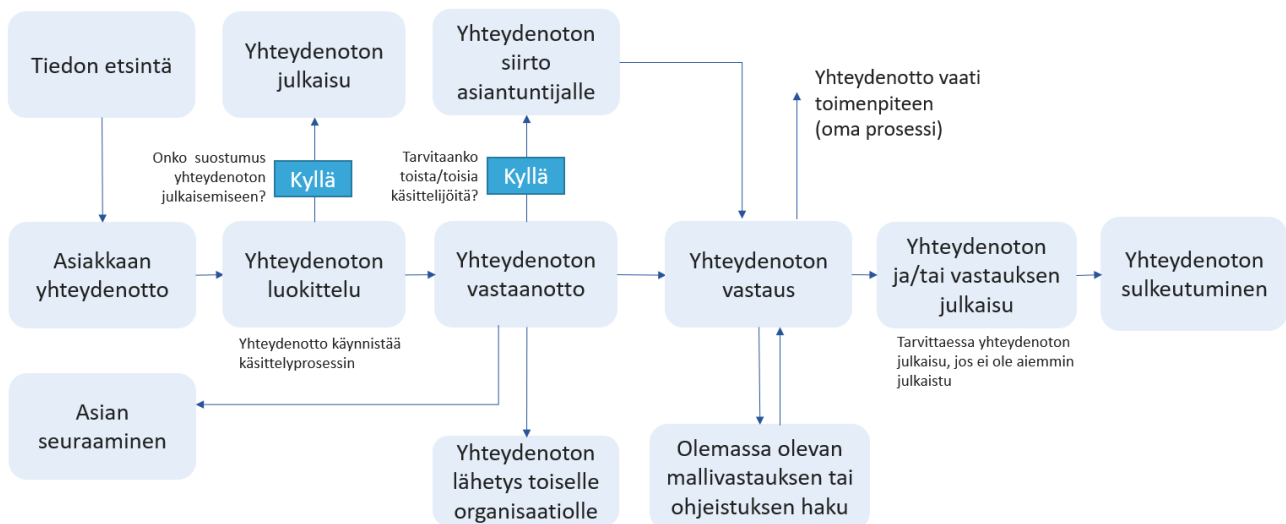 Tiedon etsintä
Yhteydenoton
julkaisu
Yhteydenoton
siirto
asiantuntijalle
Yhteydenotto vaati
toimenpiteen
(oma prosessi)
Onko suostumus
yhteydenoton
julkaisemiseen?
Kyllä
Tarvitaanko
toista/toisia
käsittelijöitä?
Kyllä
Asiakkaan
yhteydenotto
Yhteydenoton
luokittelu
Yhteydenoton
vastaanotto
Yhteydenoton
vastaus
Yhteydenoton
ja/tai vastauksen
julkaisu
Yhteydenoton
sulkeutuminen
Yhteydenotto käynnistää
käsittelyprosessin
Tarvittaessa yhteydenoton
julkaisu, jos ei ole aiemmin
julkaistu
Asian
seuraaminen
Yhteydenoton
lähetys toiselle
organisaatiolle
Olemassa olevan
mallivastauksen tai
ohjeistuksen haku